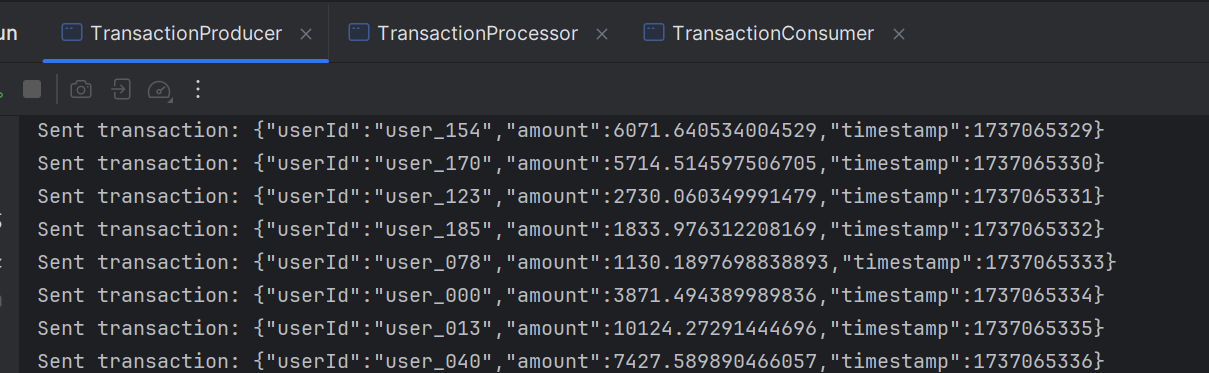 un TransactionProducer TransactionProcessor TransactionConsumer
Sent transaction: {"userId":"user_154","amount":6071.640534004529,"timestamp":1737065329}
Sent transaction: {"userId":"user_170","amount":5714.514597506705,"timestamp":1737065330}
Sent transaction: {"userId":"user_123","amount":2730.060349991479,"timestamp":1737065331}
Sent transaction: {"userId":"user_185","amount":1833.976312208169,"timestamp":1737065332}
Sent transaction: {"userId":"user_078","amount":1130.1897698838893,"timestamp":1737065333}
Sent transaction: {"userId":"user_000","amount":3871.494389989836,"timestamp":1737065334}
Sent transaction: {"userId":"user_013","amount":10124.27291444696,"timestamp":1737065335}
Sent transaction: {"userId":"user_040","amount":7427.589890466057,"timestamp":1737065336}